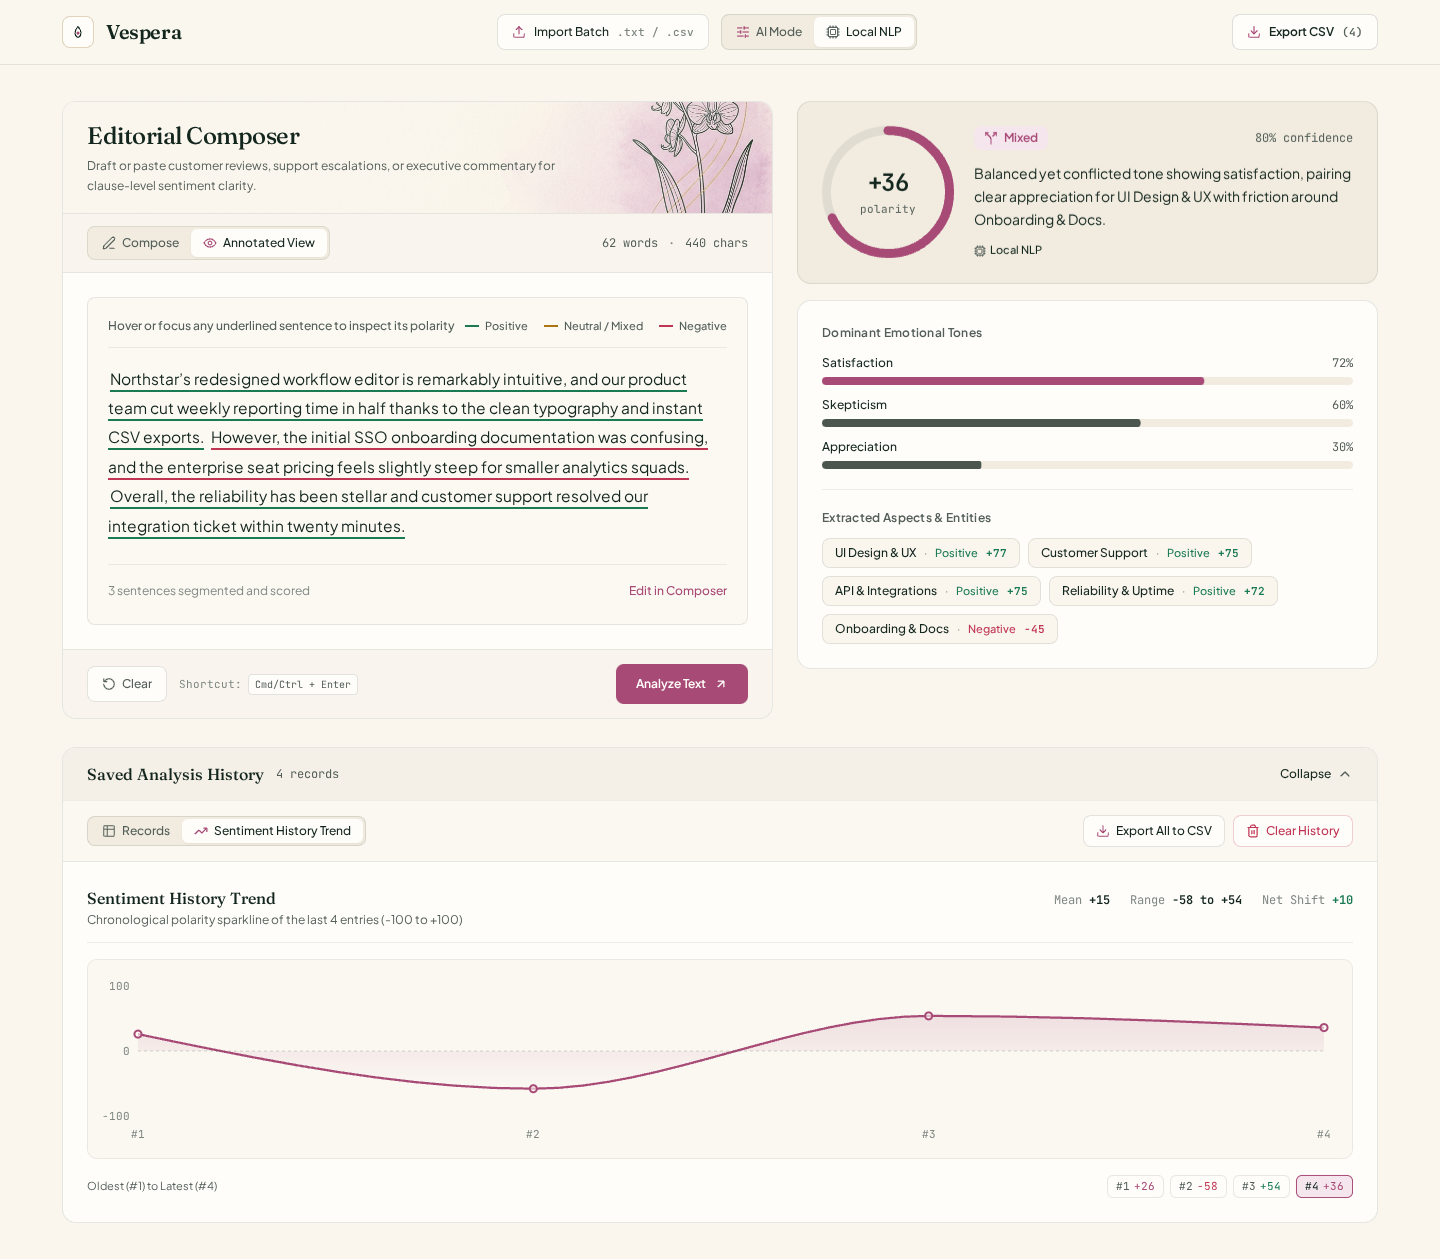 Vespera
Import Batch .txt / .csv
AI Mode
Local NLP
Export CSV (4)
Editorial Composer
Draft or paste customer reviews, support escalations, or executive commentary for
clause-level sentiment clarity.
Compose
Annotated View
62 words · 440 chars
Hover or focus any underlined sentence to inspect its polarity
Positive
Neutral / Mixed
Negative
Northstar’s redesigned workflow editor is remarkably intuitive, and our product
team cut weekly reporting time in half thanks to the clean typography and instant
CSV exports. However, the initial SSO onboarding documentation was confusing,
and the enterprise seat pricing feels slightly steep for smaller analytics squads.
Overall, the reliability has been stellar and customer support resolved our
integration ticket within twenty minutes.
3 sentences segmented and scored
Edit in Composer
Clear
Shortcut: Cmd/Ctrl + Enter
Analyze Text
+36
polarity
Mixed
80% confidence
Balanced yet conflicted tone showing satisfaction, pairing
clear appreciation for UI Design & UX with friction around
Onboarding & Docs.
Local NLP
Dominant Emotional Tones
Satisfaction 72%
Skepticism 60%
Appreciation 30%
Extracted Aspects & Entities
UI Design & UX · Positive +77
Customer Support · Positive +75
API & Integrations · Positive +75
Reliability & Uptime · Positive +72
Onboarding & Docs · Negative -45
Saved Analysis History 4 records
Collapse
Records
Sentiment History Trend
Export All to CSV
Clear History
Sentiment History Trend
Chronological polarity sparkline of the last 4 entries (-100 to +100)
Mean +15 Range -58 to +54 Net Shift +10
100
0
-100
#1 #2 #3 #4
Oldest (#1) to Latest (#4)
#1 +26
#2 -58
#3 +54
#4 +36